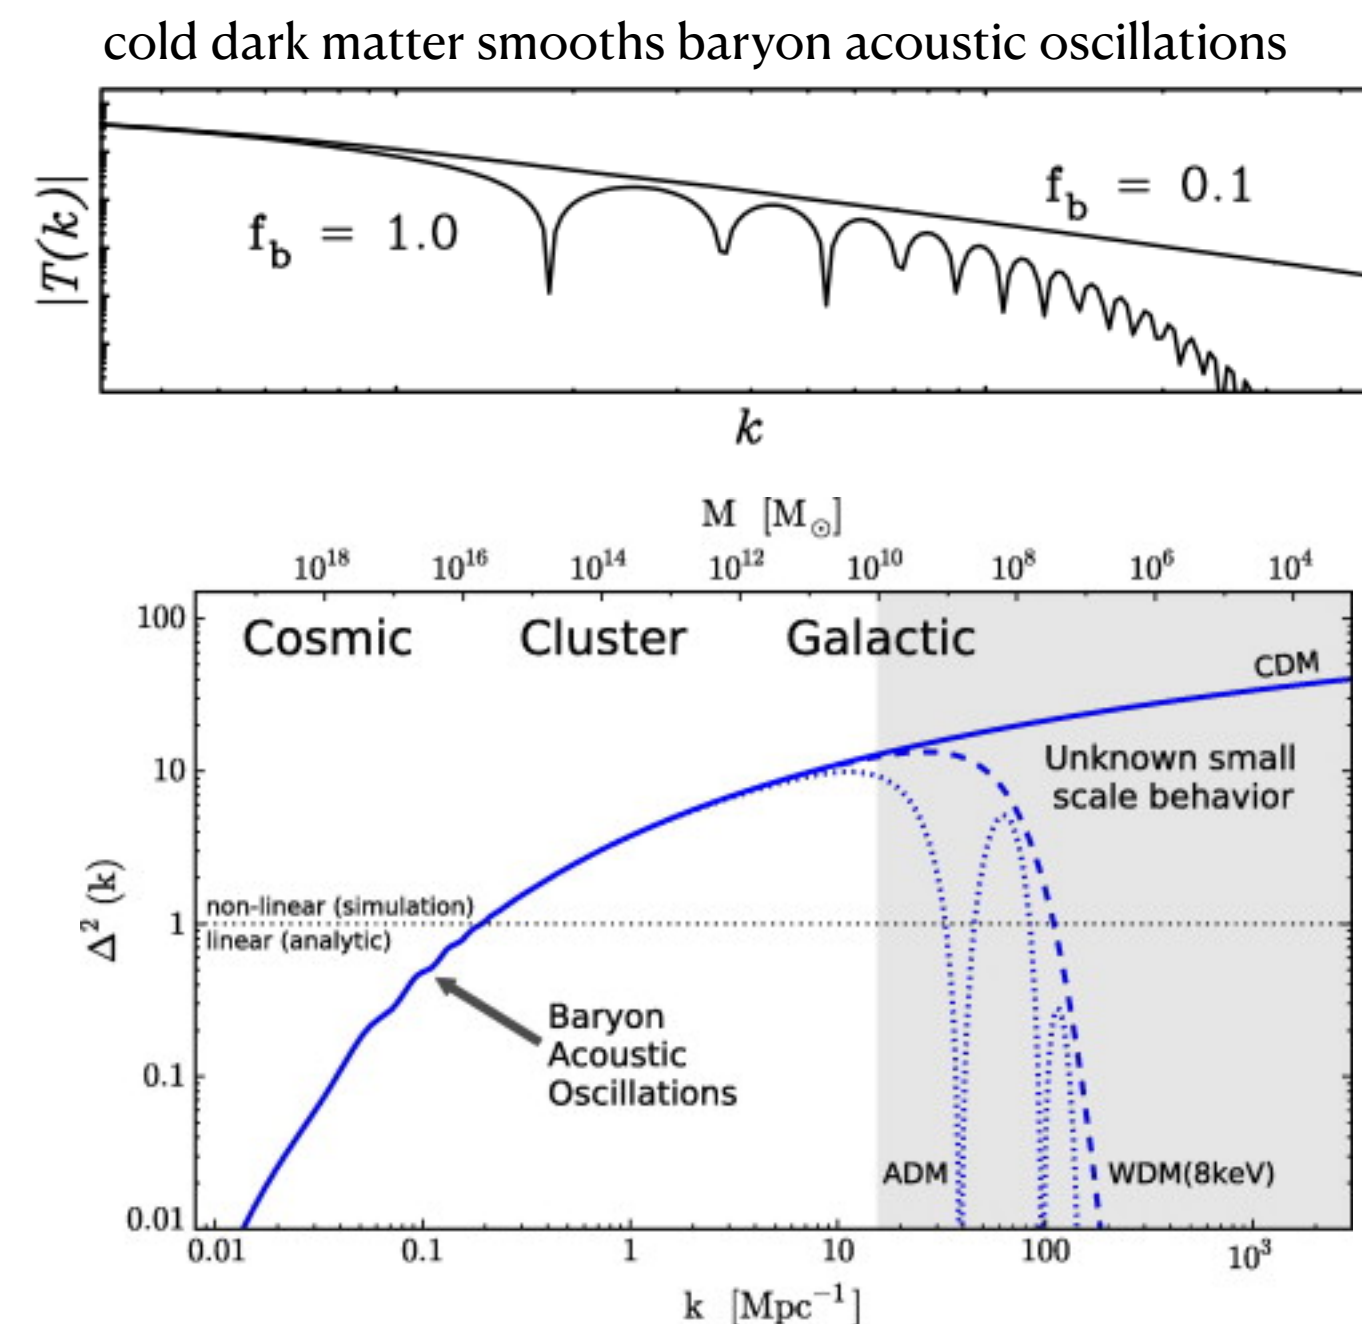 cold dark matter smooths baryon acoustic oscillations
|T(k)|
f_b = 1.0
f_b = 0.1
k
M [M_⊙]
10^18 10^16 10^14 10^12 10^10 10^8 10^6 10^4
100
Cosmic Cluster Galactic
CDM
10
Unknown small
scale behavior
Δ^2 (k)
non-linear (simulation)
1
linear (analytic)
Baryon
Acoustic
Oscillations
0.1
ADM
WDM(8keV)
0.01
0.01 0.1 1 10 100 10^3
k [Mpc^−1]